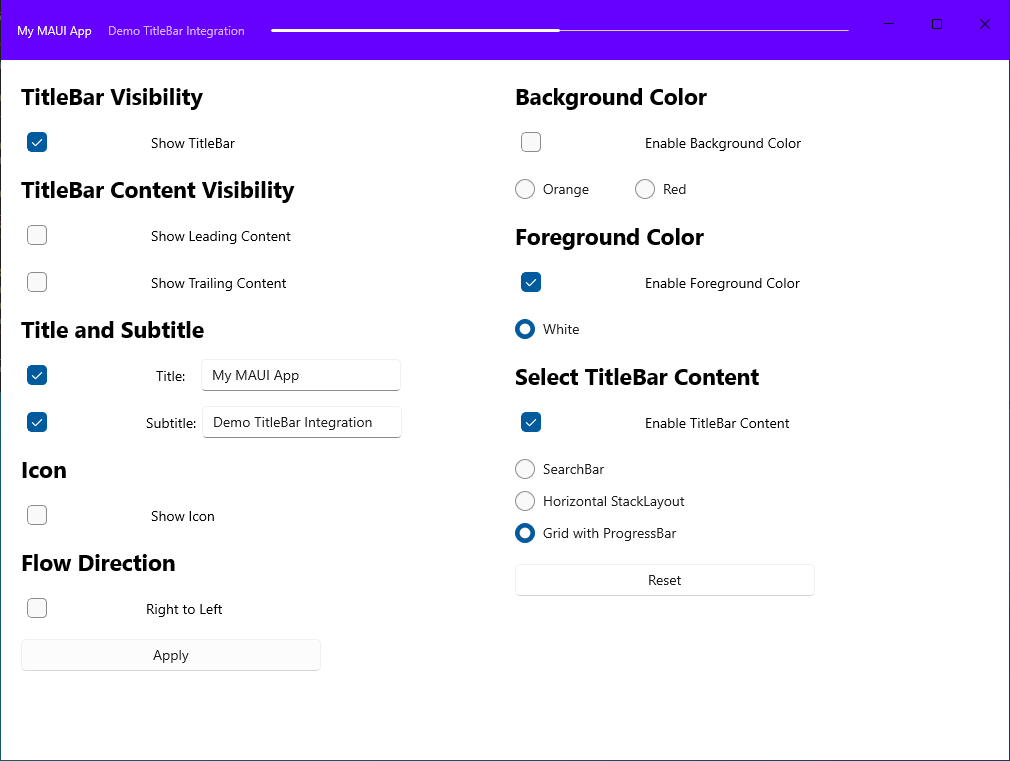 My MAUI App Demo TitleBar Integration
TitleBar Visibility
Show TitleBar
TitleBar Content Visibility
Show Leading Content
Show Trailing Content
Title and Subtitle
Title: My MAUI App
Subtitle: Demo TitleBar Integration
Icon
Show Icon
Flow Direction
Right to Left
Apply
Background Color
Enable Background Color
Orange Red
Foreground Color
Enable Foreground Color
White
Select TitleBar Content
Enable TitleBar Content
SearchBar
Horizontal StackLayout
Grid with ProgressBar
Reset